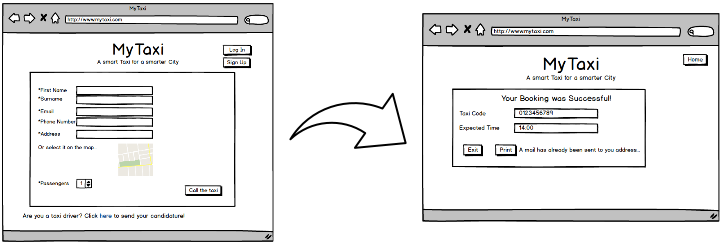 MyTaxi
http://www.mytaxi.com
MyTaxi
A smart Taxi for a smarter City
Log In
Sign Up
*First Name
*Surname
*Email
*Phone Number
*Address
Or select it on the map
*Passengers
1
Call the taxi
Are you a taxi driver? Click here to send your candidature!
MyTaxi
http://www.mytaxi.com
MyTaxi
A smart Taxi for a smarter City
Home
Your Booking was Successful!
Taxi Code
0123456789
Expected Time
14:00
Exit
Print
A mail has already been sent to you address..